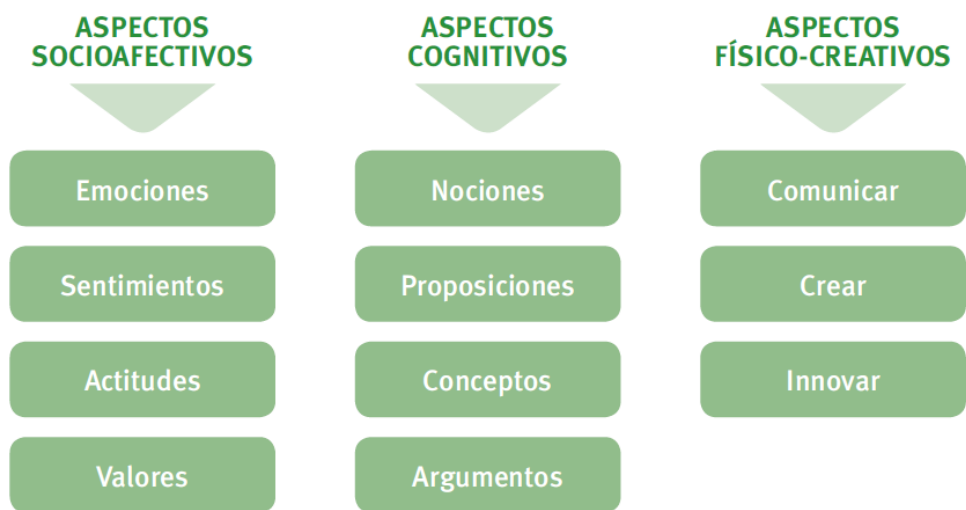 ASPECTOS
SOCIOAFECTIVOS
Emociones
Sentimientos
Actitudes
Valores
ASPECTOS
COGNITIVOS
Nociones
Proposiciones
Conceptos
Argumentos
ASPECTOS
FÍSICO-CREATIVOS
Comunicar
Crear
Innovar